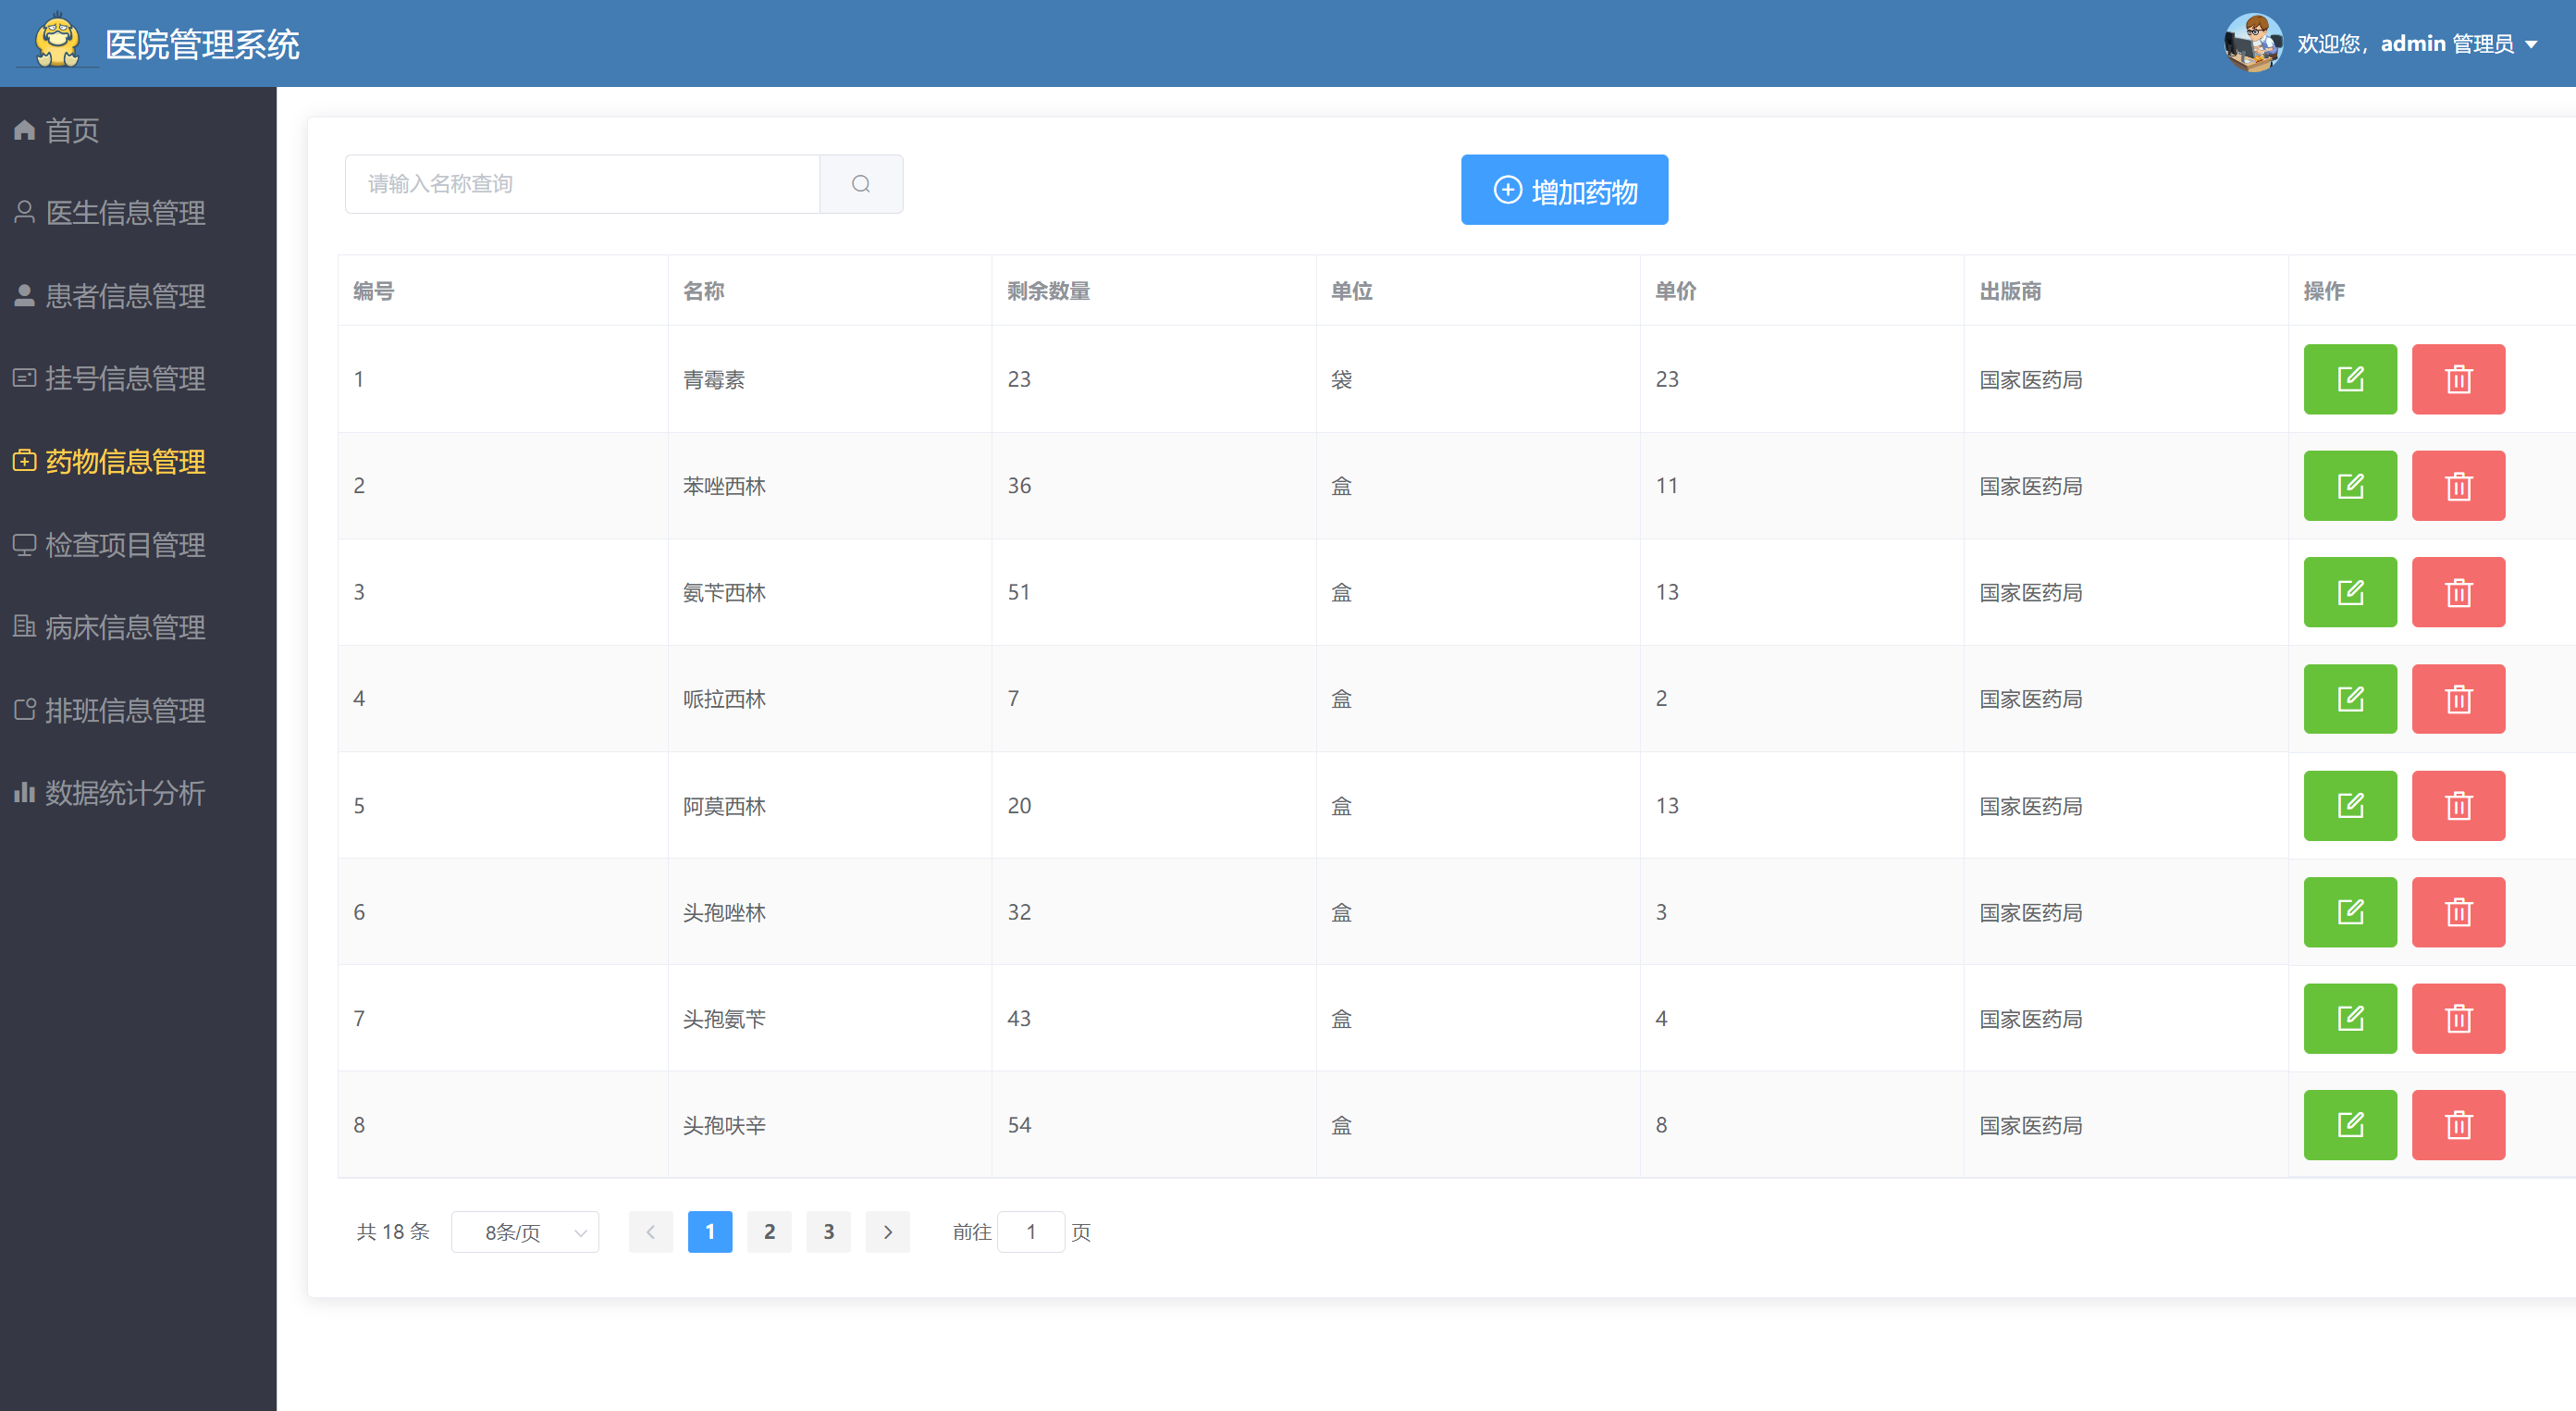 医院管理系统
欢迎您，admin 管理员
首页
医生信息管理
患者信息管理
挂号信息管理
药物信息管理
检查项目管理
病床信息管理
排班信息管理
数据统计分析
请输入名称查询
增加药物
编号 名称 剩余数量 单位 单价 出版商 操作
1 青霉素 23 袋 23 国家医药局
2 苯唑西林 36 盒 11 国家医药局
3 氨苄西林 51 盒 13 国家医药局
4 哌拉西林 7 盒 2 国家医药局
5 阿莫西林 20 盒 13 国家医药局
6 头孢唑林 32 盒 3 国家医药局
7 头孢氨苄 43 盒 4 国家医药局
8 头孢呋辛 54 盒 8 国家医药局
共 18 条 8条/页 1 2 3 前往 1 页